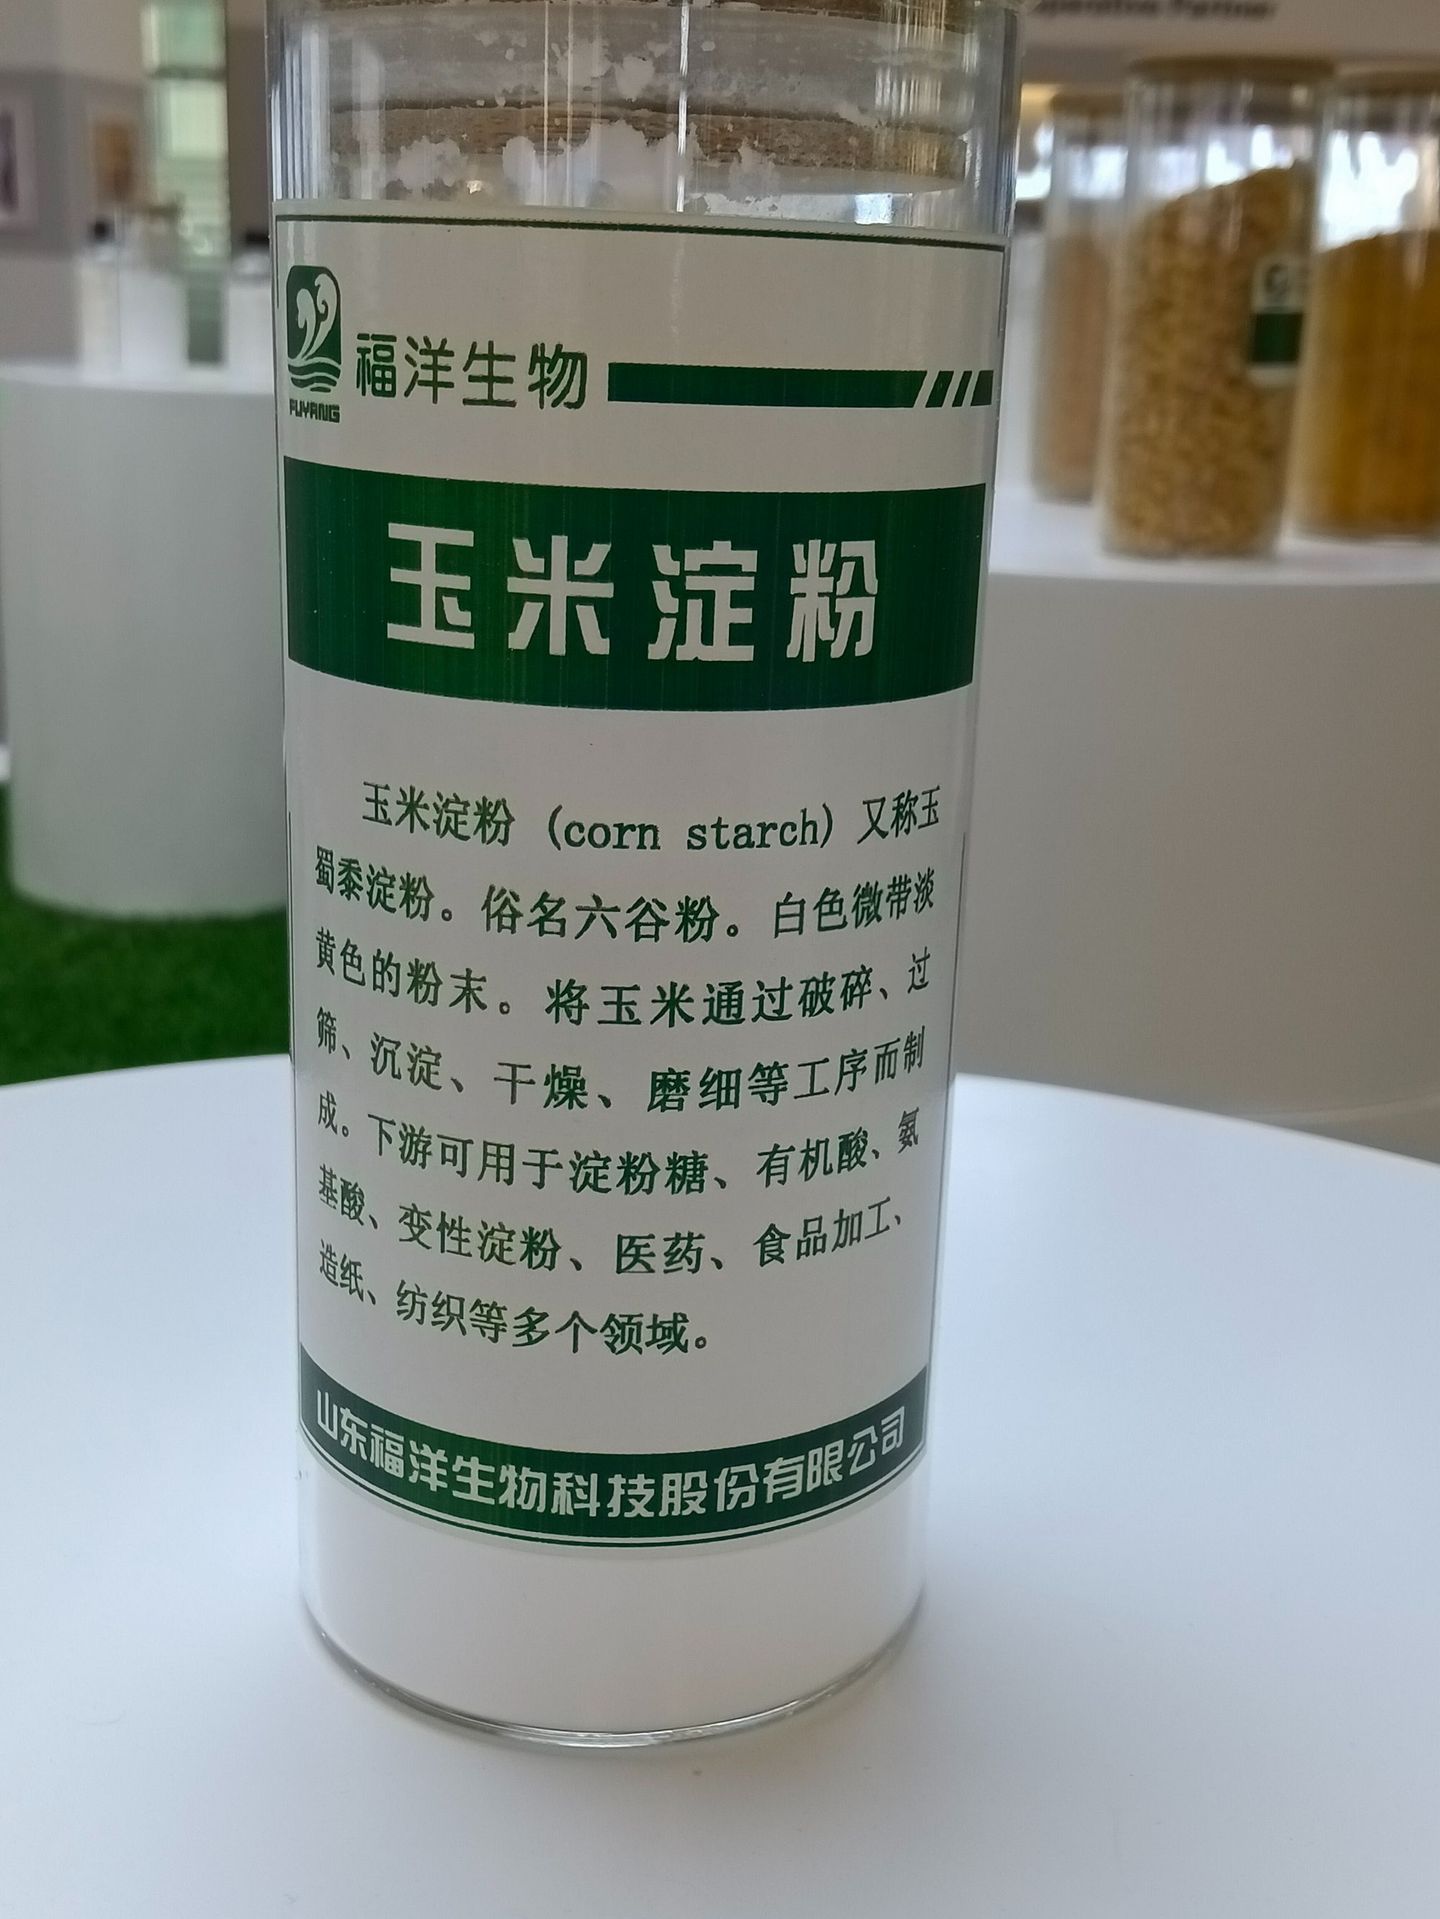 Partner
FUYANG
福洋生物
玉米淀粉
玉米淀粉 (corn starch) 又称玉
蜀黍淀粉。俗名六谷粉。白色微带淡
黄色的粉末。将玉米通过破碎、过
筛、沉淀、干燥、磨细等工序而制
成。下游可用于淀粉糖、有机酸、氨
基酸、变性淀粉、医药、食品加工、
造纸、纺织等多个领域。
山东福洋生物科技股份有限公司